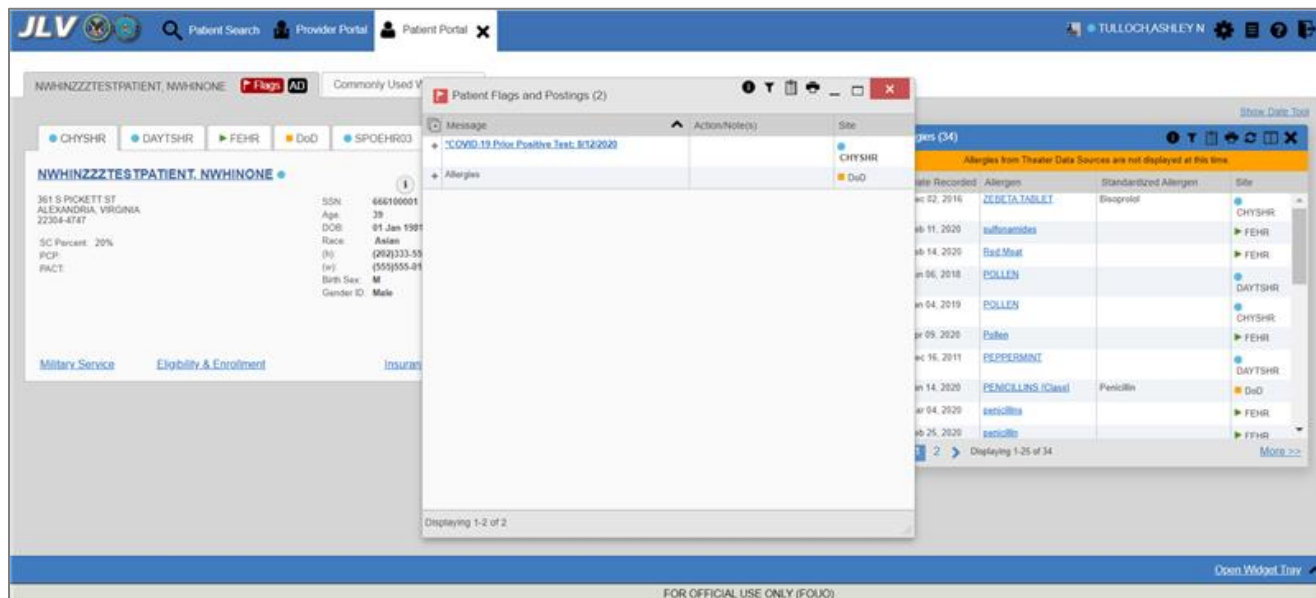 JLV Patient Search Provider Portal Patient Portal TULLOCH,ASHLEY N
NWHINZZZTESTPATIENT, NWHINONE Flags AD Commonly Used
Show Date Tool
CHYSHR DAYTSHR FEHR DoD SPOEHR03
NWHINZZZTESTPATIENT, NWHINONE
361 S PICKETT ST
ALEXANDRIA, VIRGINIA
22304-4747
SC Percent: 20%
PCP:
PACT:
SSN: 666100001
Age: 39
DOB: 01 Jan 1981
Race: Asian
(h): (202)333-55
(w): (555)555-01
Birth Sex: M
Gender ID: Male
Military Service Eligibility & Enrollment Insuran
Patient Flags and Postings (2)
Message Action/Note(s) Site
*COVID-19 Prior Positive Test: 8/12/2020 CHYSHR
Allergies DoD
Displaying 1-2 of 2
gies (34)
Allergies from Theater Data Sources are not displayed at this time.
ate Recorded Allergen Standardized Allergen Site
ec 02, 2016 ZEBETA TABLET Bisoprolol CHYSHR
eb 11, 2020 sulfonamides FEHR
eb 14, 2020 Red Meat FEHR
n 06, 2018 POLLEN DAYTSHR
n 04, 2019 POLLEN CHYSHR
pr 09, 2020 Pollen FEHR
ec 16, 2011 PEPPERMINT DAYTSHR
n 14, 2020 PENICILLINS (Class) Penicillin DoD
ar 04, 2020 penicillins FEHR
eb 25, 2020 penicillin FEHR
2 Displaying 1-25 of 34 More >>
Open Widget Tray
FOR OFFICIAL USE ONLY (FOUO)